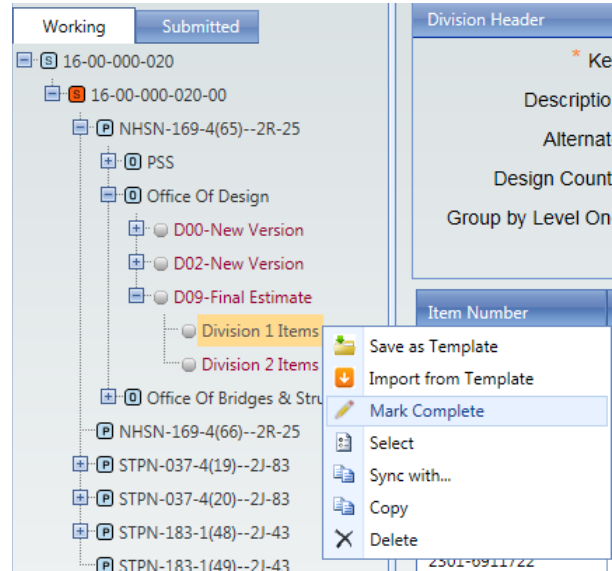 Working
Submitted
S 16-00-000-020
S 16-00-000-020-00
P NHSN-169-4(65)--2R-25
O PSS
O Office Of Design
D00-New Version
D02-New Version
D09-Final Estimate
Division 1 Items
Division 2 Items
O Office Of Bridges & Stru
P NHSN-169-4(66)--2R-25
P STPN-037-4(19)--2J-83
P STPN-037-4(20)--2J-83
P STPN-183-1(48)--2J-43
P STPN-183-1(49)--2J-43
Division Header
* Ke
Descriptio
Alternat
Design Count
Group by Level On
Item Number
Save as Template
Import from Template
Mark Complete
Select
Sync with...
Copy
Delete
2301-6911722